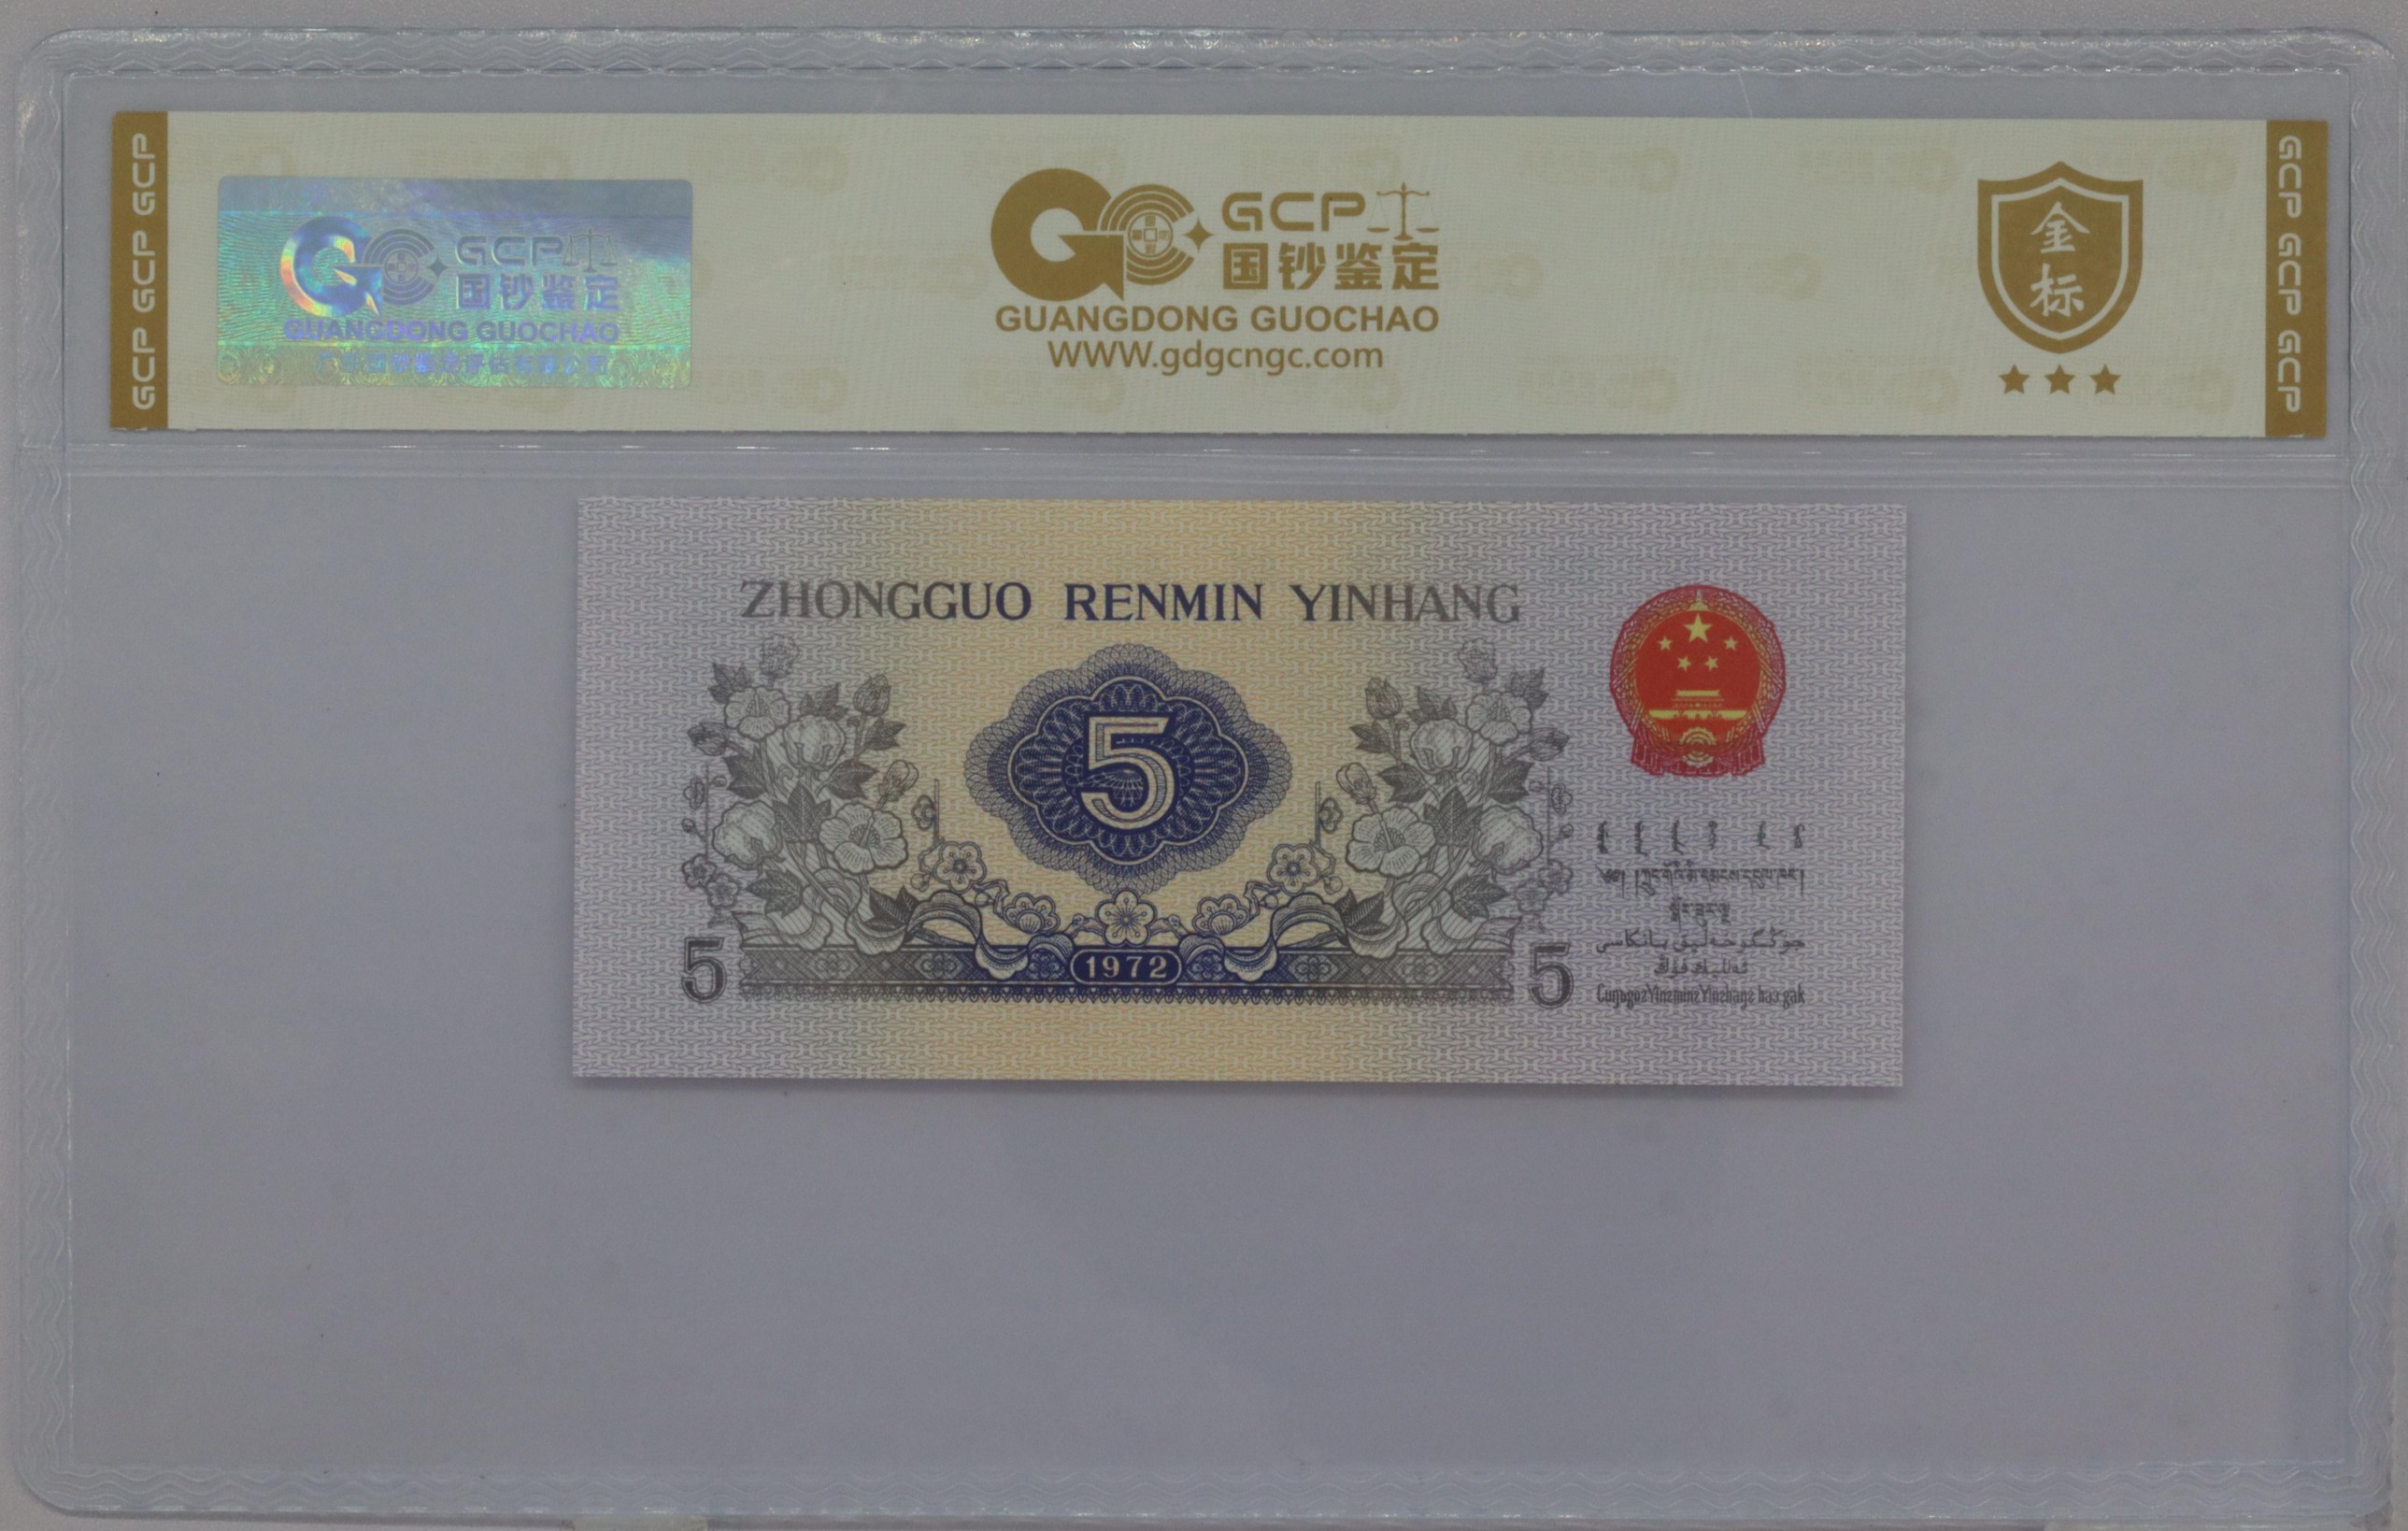 GCP GCP GCP
GCP
国钞鉴定
GUANGDONG GUOCHAO
GCP
国钞鉴定
GUANGDONG GUOCHAO
WWW.gdgcngc.com
金
标
GCP GCP GCP
ZHONGGUO RENMIN YINHANG
5
5
1972
5